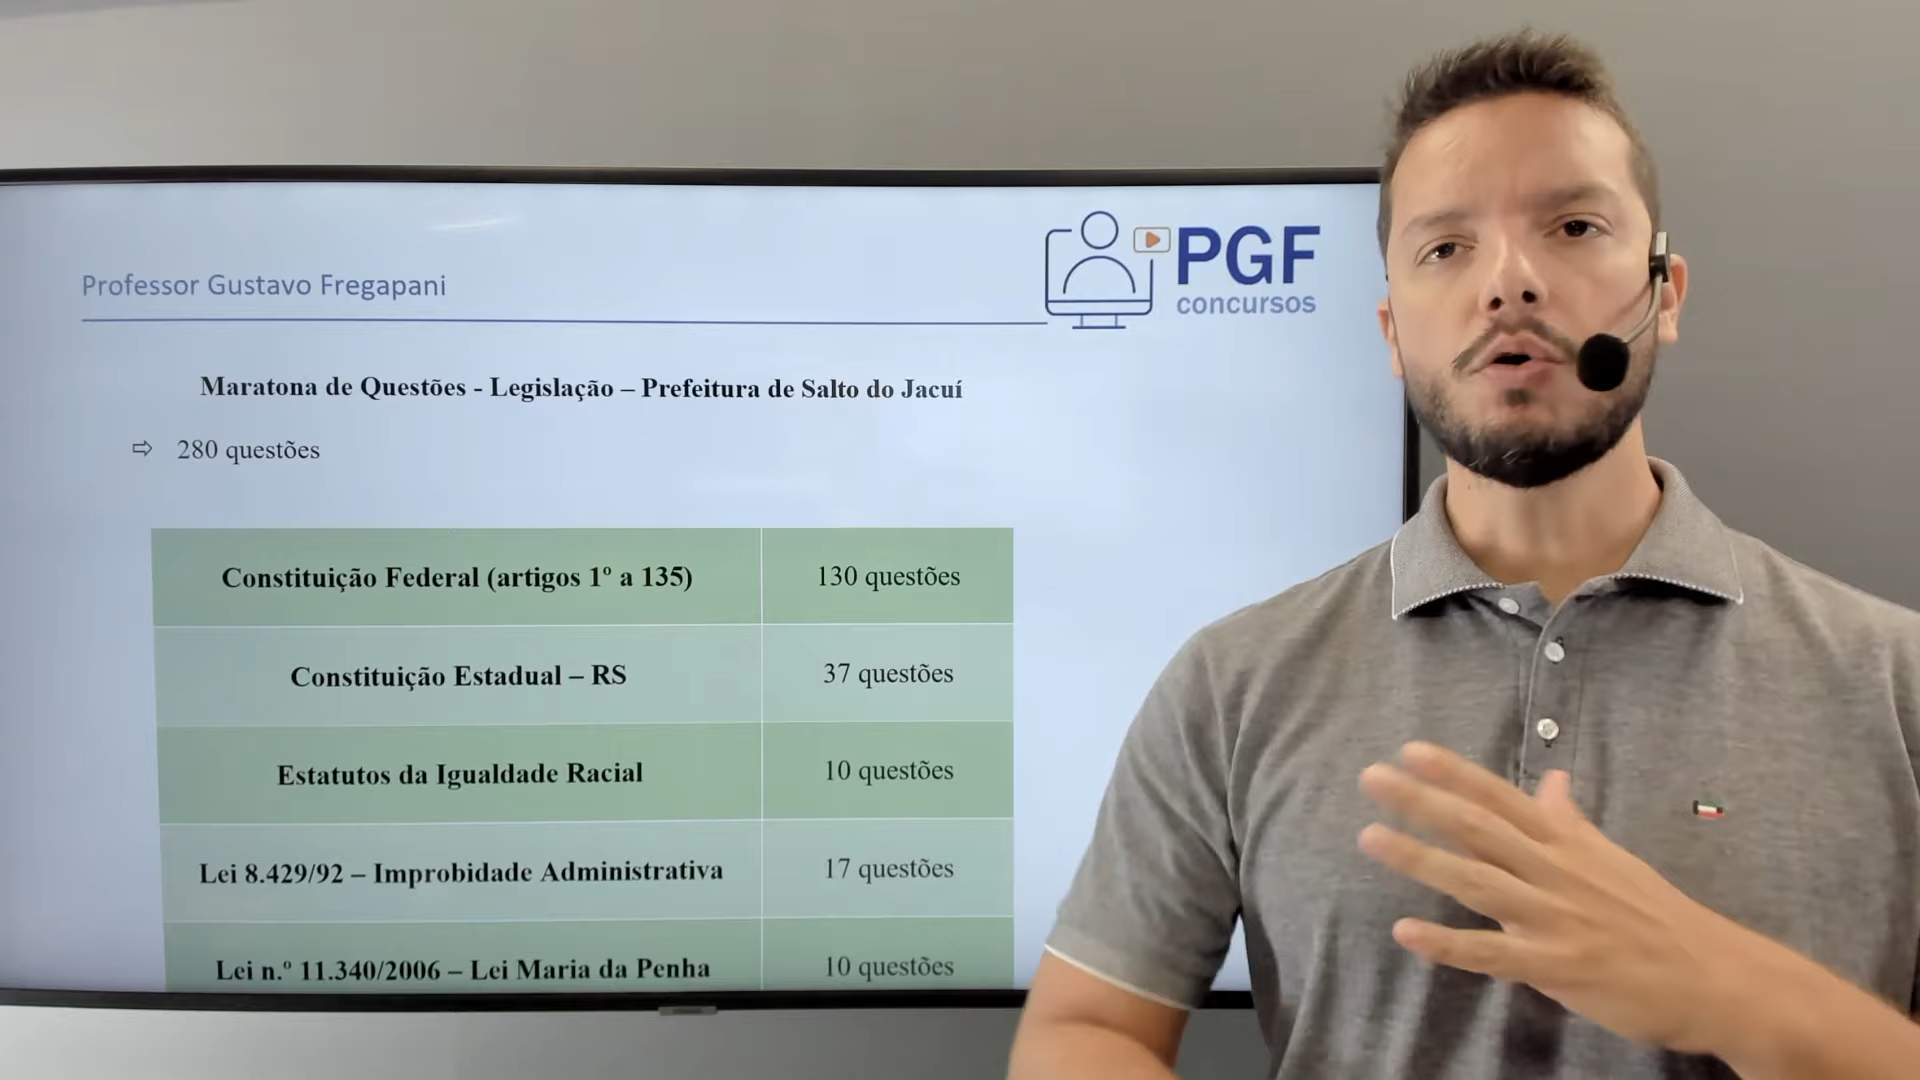 Professor Gustavo Fregapani
PGF
concursos
Maratona de Questões - Legislação – Prefeitura de Salto do Jacuí
⇨ 280 questões
Constituição Federal (artigos 1º a 135) 130 questões
Constituição Estadual – RS 37 questões
Estatutos da Igualdade Racial 10 questões
Lei 8.429/92 – Improbidade Administrativa 17 questões
Lei n.º 11.340/2006 – Lei Maria da Penha 10 questões